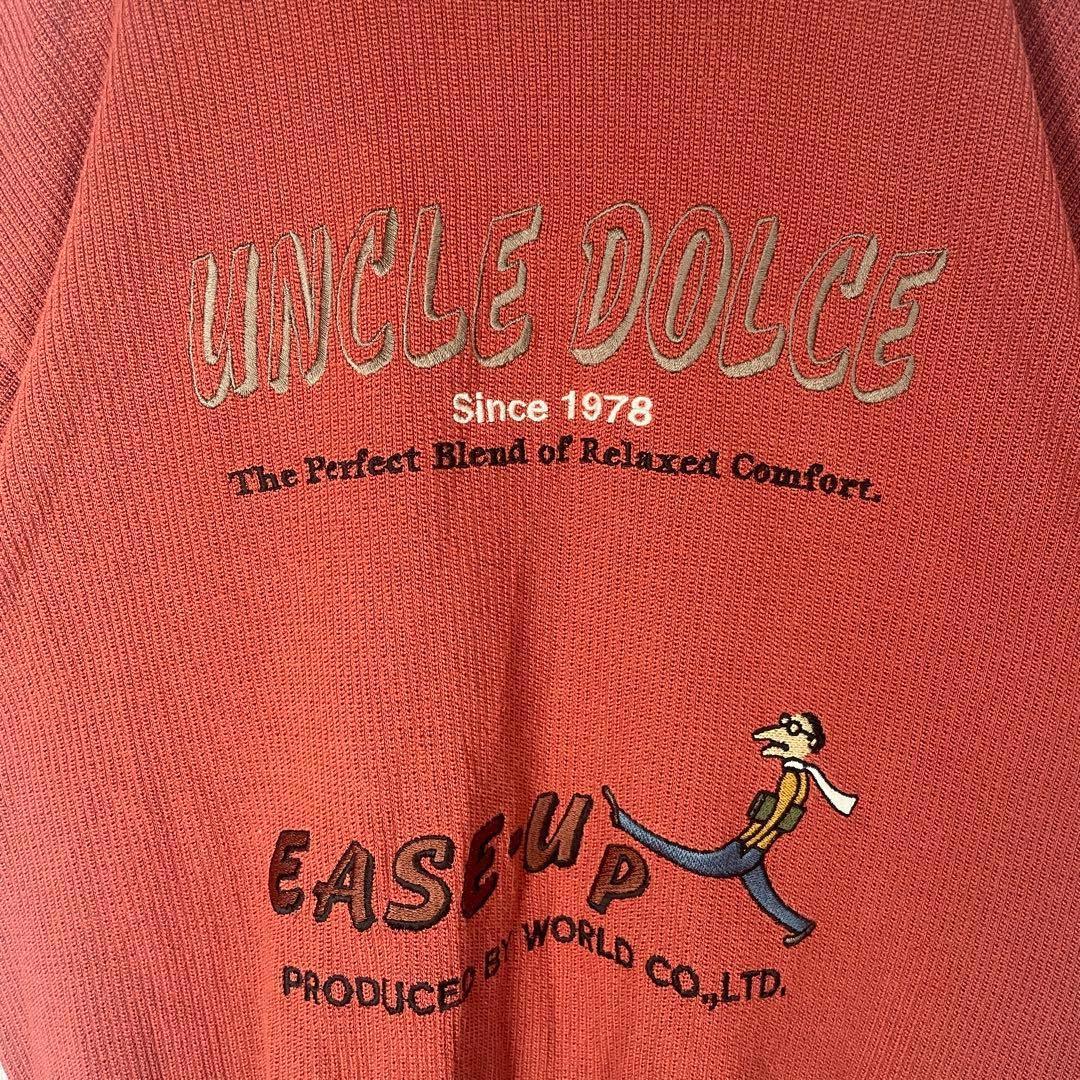 UNCLE DOLCE
Since 1978
The Perfect Blend of Relaxed Comfort.
EASE-UP
PRODUCED BY WORLD CO.,LTD.